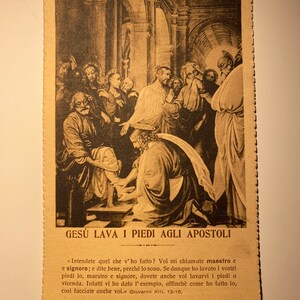 GESÙ LAVA I PIEDI AGLI APOSTOLI
« Intendete quel che v' ho fatto? Voi mi chiamate maestro e
e signore; e dite bene, perchè lo sono. Se dunque ho lavato i vostri
piedi io, maestro e signore, dovete anche voi lavarvi i piedi a
vicenda. Infatti vi ho dato l' esempio, affinchè come ho fatto io,
così facciate anche voi.» Giovanni XIII, 12-15.